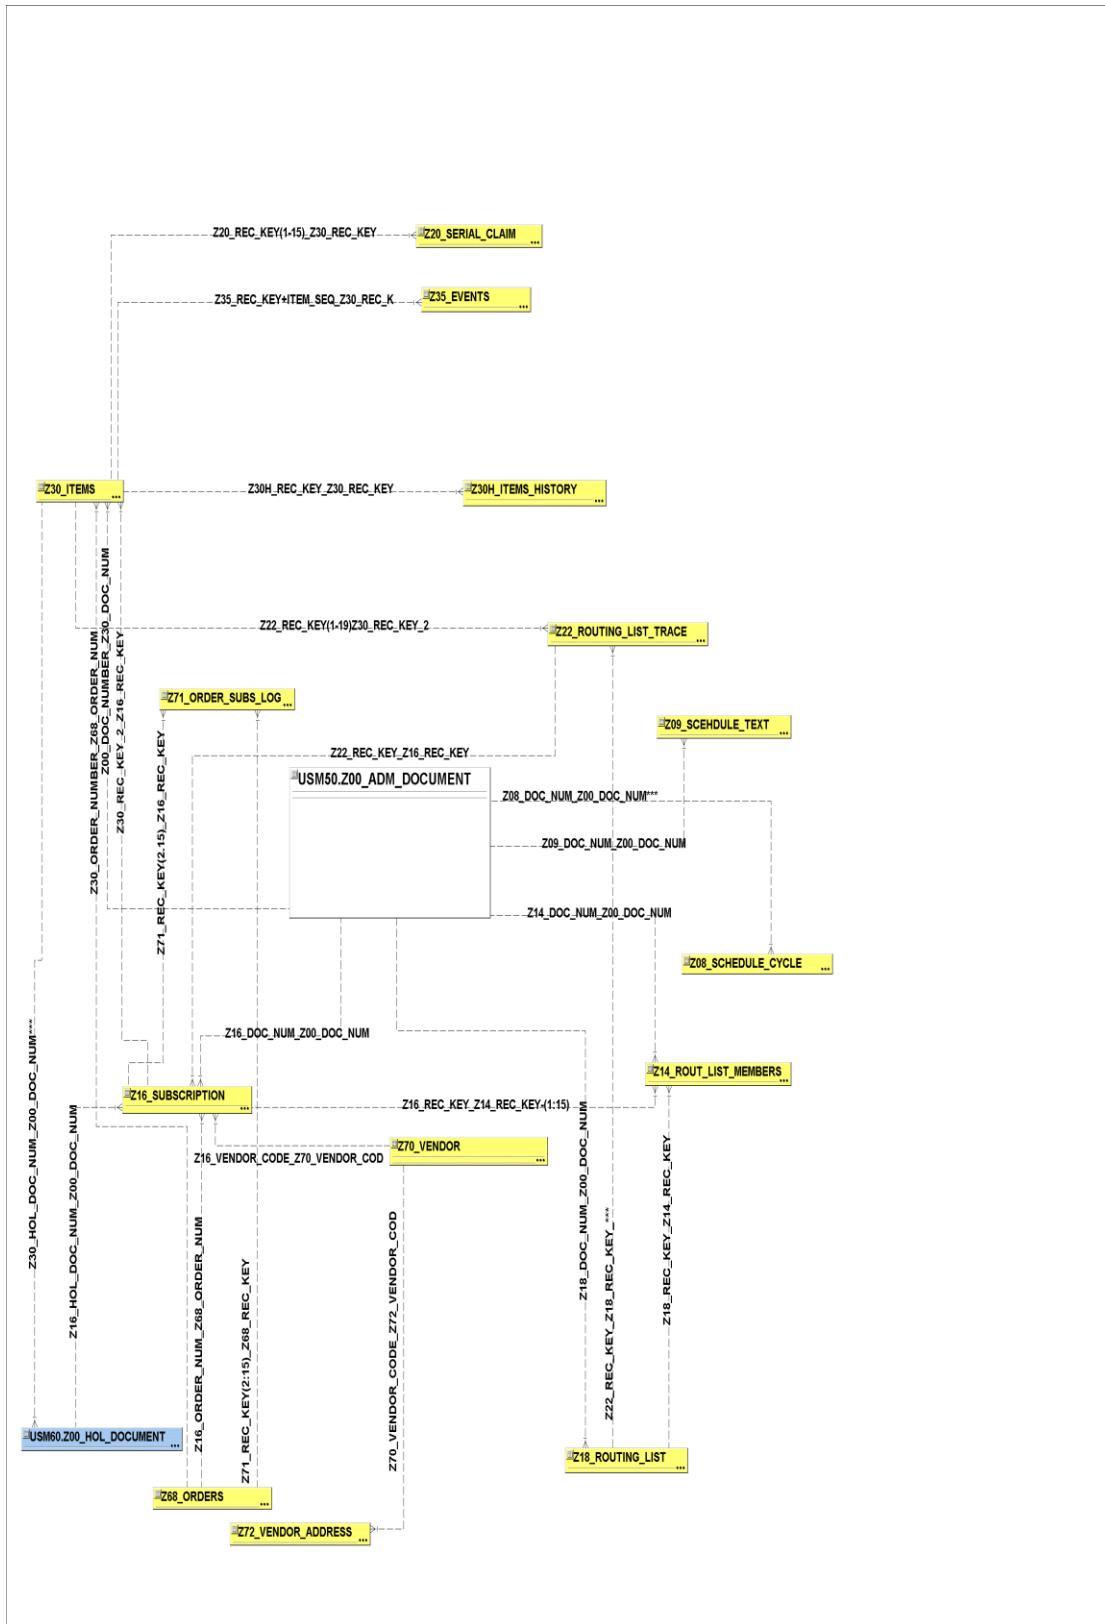 Z20_REC_KEY(1-15)_Z30_REC_KEY
Z20_SERIAL_CLAIM
...
Z35_REC_KEY+ITEM_SEQ_Z30_REC_K
Z35_EVENTS
...
Z30_ITEMS
...
Z30H_REC_KEY_Z30_REC_KEY
Z30H_ITEMS_HISTORY
...
Z30_ORDER_NUMBER_Z68_ORDER_NUM
Z00_DOC_NUMBER_Z30_DOC_NUM
Z30_REC_KEY_2_Z16_REC_KEY
Z22_REC_KEY(1-19)Z30_REC_KEY_2
Z22_ROUTING_LIST_TRACE
...
Z71_ORDER_SUBS_LOG
...
Z71_REC_KEY(2.15)_Z16_REC_KEY
Z09_SCEHDULE_TEXT
...
Z22_REC_KEY_Z16_REC_KEY
USM50.Z00_ADM_DOCUMENT
Z08_DOC_NUM_Z00_DOC_NUM***
Z09_DOC_NUM_Z00_DOC_NUM
Z14_DOC_NUM_Z00_DOC_NUM
Z08_SCHEDULE_CYCLE
...
Z16_DOC_NUM_Z00_DOC_NUM
Z30_HOL_DOC_NUM_Z00_DOC_NUM***
Z16_HOL_DOC_NUM_Z00_DOC_NUM
Z16_SUBSCRIPTION
...
Z14_ROUT_LIST_MEMBERS
...
Z16_REC_KEY_Z14_REC_KEY-(1:15)
Z70_VENDOR
...
Z16_VENDOR_CODE_Z70_VENDOR_COD
Z16_ORDER_NUM_Z68_ORDER_NUM
Z71_REC_KEY(2:15)_Z68_REC_KEY
Z70_VENDOR_CODE_Z72_VENDOR_COD
Z18_DOC_NUM_Z00_DOC_NUM
Z22_REC_KEY_Z18_REC_KEY_***
Z18_REC_KEY_Z14_REC_KEY
USM60.Z00_HOL_DOCUMENT
...
Z18_ROUTING_LIST
...
Z68_ORDERS
...
Z72_VENDOR_ADDRESS
...